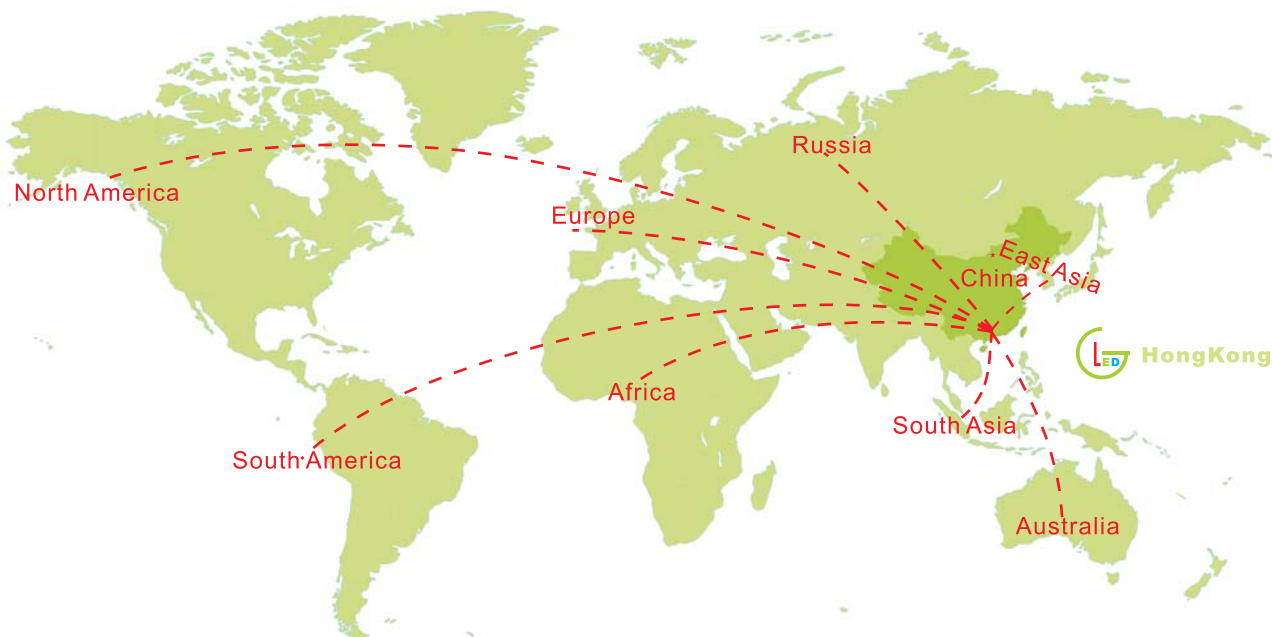 Russia
North America
Europe
East Asia
China
LED HongKong
Africa
South Asia
South America
Australia